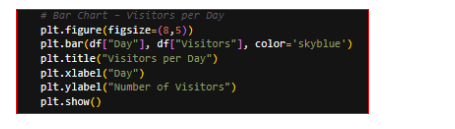 # Bar Chart - Visitors per Day
plt.figure(figsize=(8,5))
plt.bar(df["Day"], df["Visitors"], color='skyblue')
plt.title("Visitors per Day")
plt.xlabel("Day")
plt.ylabel("Number of Visitors")
plt.show()